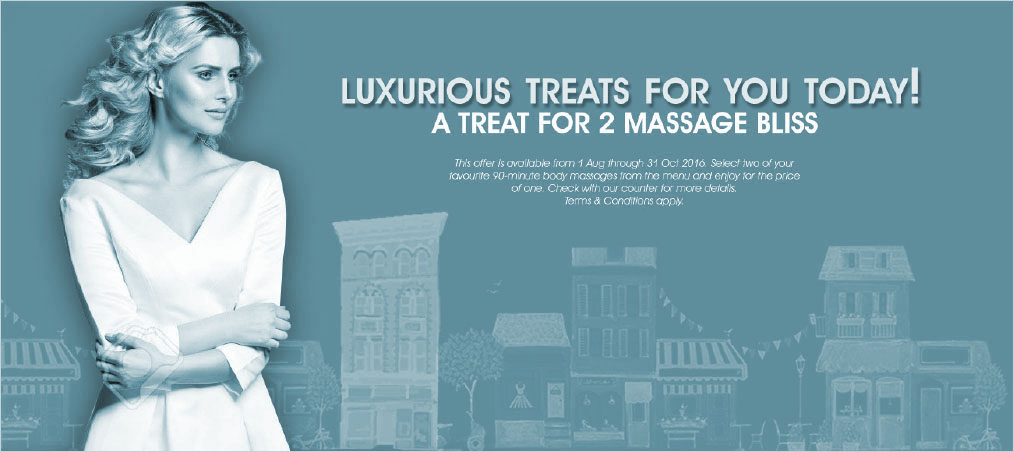 LUXURIOUS TREATS FOR YOU TODAY!
A TREAT FOR 2 MASSAGE BLISS
This offer is available from 1 Aug through 31 Oct 2016. Select two of your
favourite 90-minute body massages from the menu and enjoy for the price
of one. Check with our counter for more details.
Terms & Conditions apply.